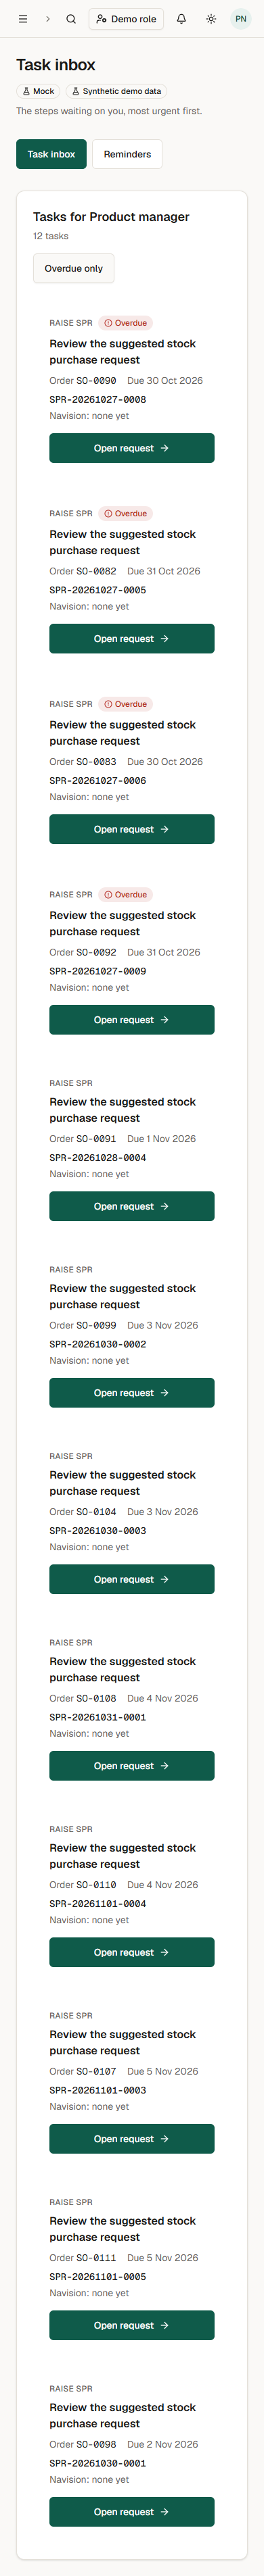 Demo role
PN
Task inbox
Mock
Synthetic demo data
The steps waiting on you, most urgent first.
Task inbox
Reminders
Tasks for Product manager
12 tasks
Overdue only
RAISE SPR Overdue
Review the suggested stock
purchase request
Order SO-0090 Due 30 Oct 2026
SPR-20261027-0008
Navision: none yet
Open request
RAISE SPR Overdue
Review the suggested stock
purchase request
Order SO-0082 Due 31 Oct 2026
SPR-20261027-0005
Navision: none yet
Open request
RAISE SPR Overdue
Review the suggested stock
purchase request
Order SO-0083 Due 30 Oct 2026
SPR-20261027-0006
Navision: none yet
Open request
RAISE SPR Overdue
Review the suggested stock
purchase request
Order SO-0092 Due 31 Oct 2026
SPR-20261027-0009
Navision: none yet
Open request
RAISE SPR
Review the suggested stock
purchase request
Order SO-0091 Due 1 Nov 2026
SPR-20261028-0004
Navision: none yet
Open request
RAISE SPR
Review the suggested stock
purchase request
Order SO-0099 Due 3 Nov 2026
SPR-20261030-0002
Navision: none yet
Open request
RAISE SPR
Review the suggested stock
purchase request
Order SO-0104 Due 3 Nov 2026
SPR-20261030-0003
Navision: none yet
Open request
RAISE SPR
Review the suggested stock
purchase request
Order SO-0108 Due 4 Nov 2026
SPR-20261031-0001
Navision: none yet
Open request
RAISE SPR
Review the suggested stock
purchase request
Order SO-0110 Due 4 Nov 2026
SPR-20261101-0004
Navision: none yet
Open request
RAISE SPR
Review the suggested stock
purchase request
Order SO-0107 Due 5 Nov 2026
SPR-20261101-0003
Navision: none yet
Open request
RAISE SPR
Review the suggested stock
purchase request
Order SO-0111 Due 5 Nov 2026
SPR-20261101-0005
Navision: none yet
Open request
RAISE SPR
Review the suggested stock
purchase request
Order SO-0098 Due 2 Nov 2026
SPR-20261030-0001
Navision: none yet
Open request